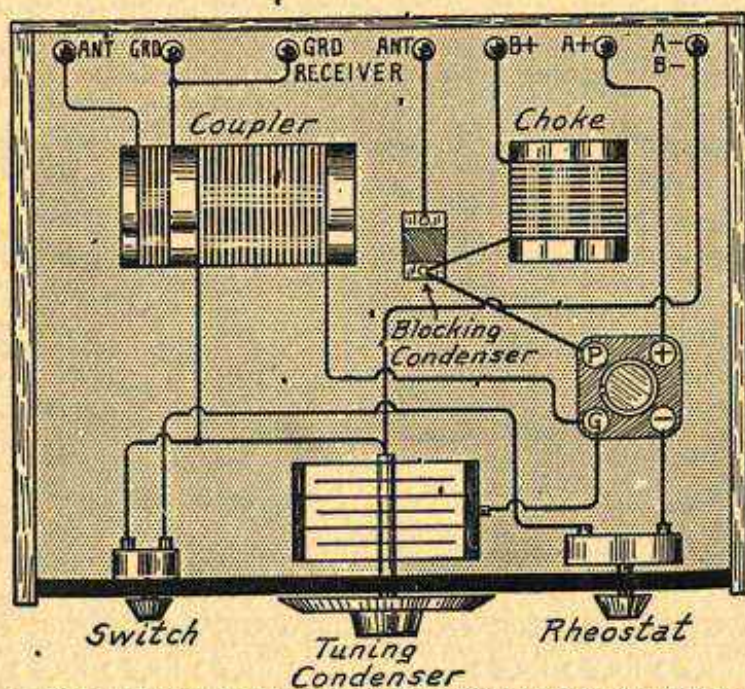 ANT GRD GRD ANT B+ A+ A-
RECEIVER B-
Coupler Choke
Blocking
Condenser
P +
G -
Switch Tuning Rheostat
Condenser